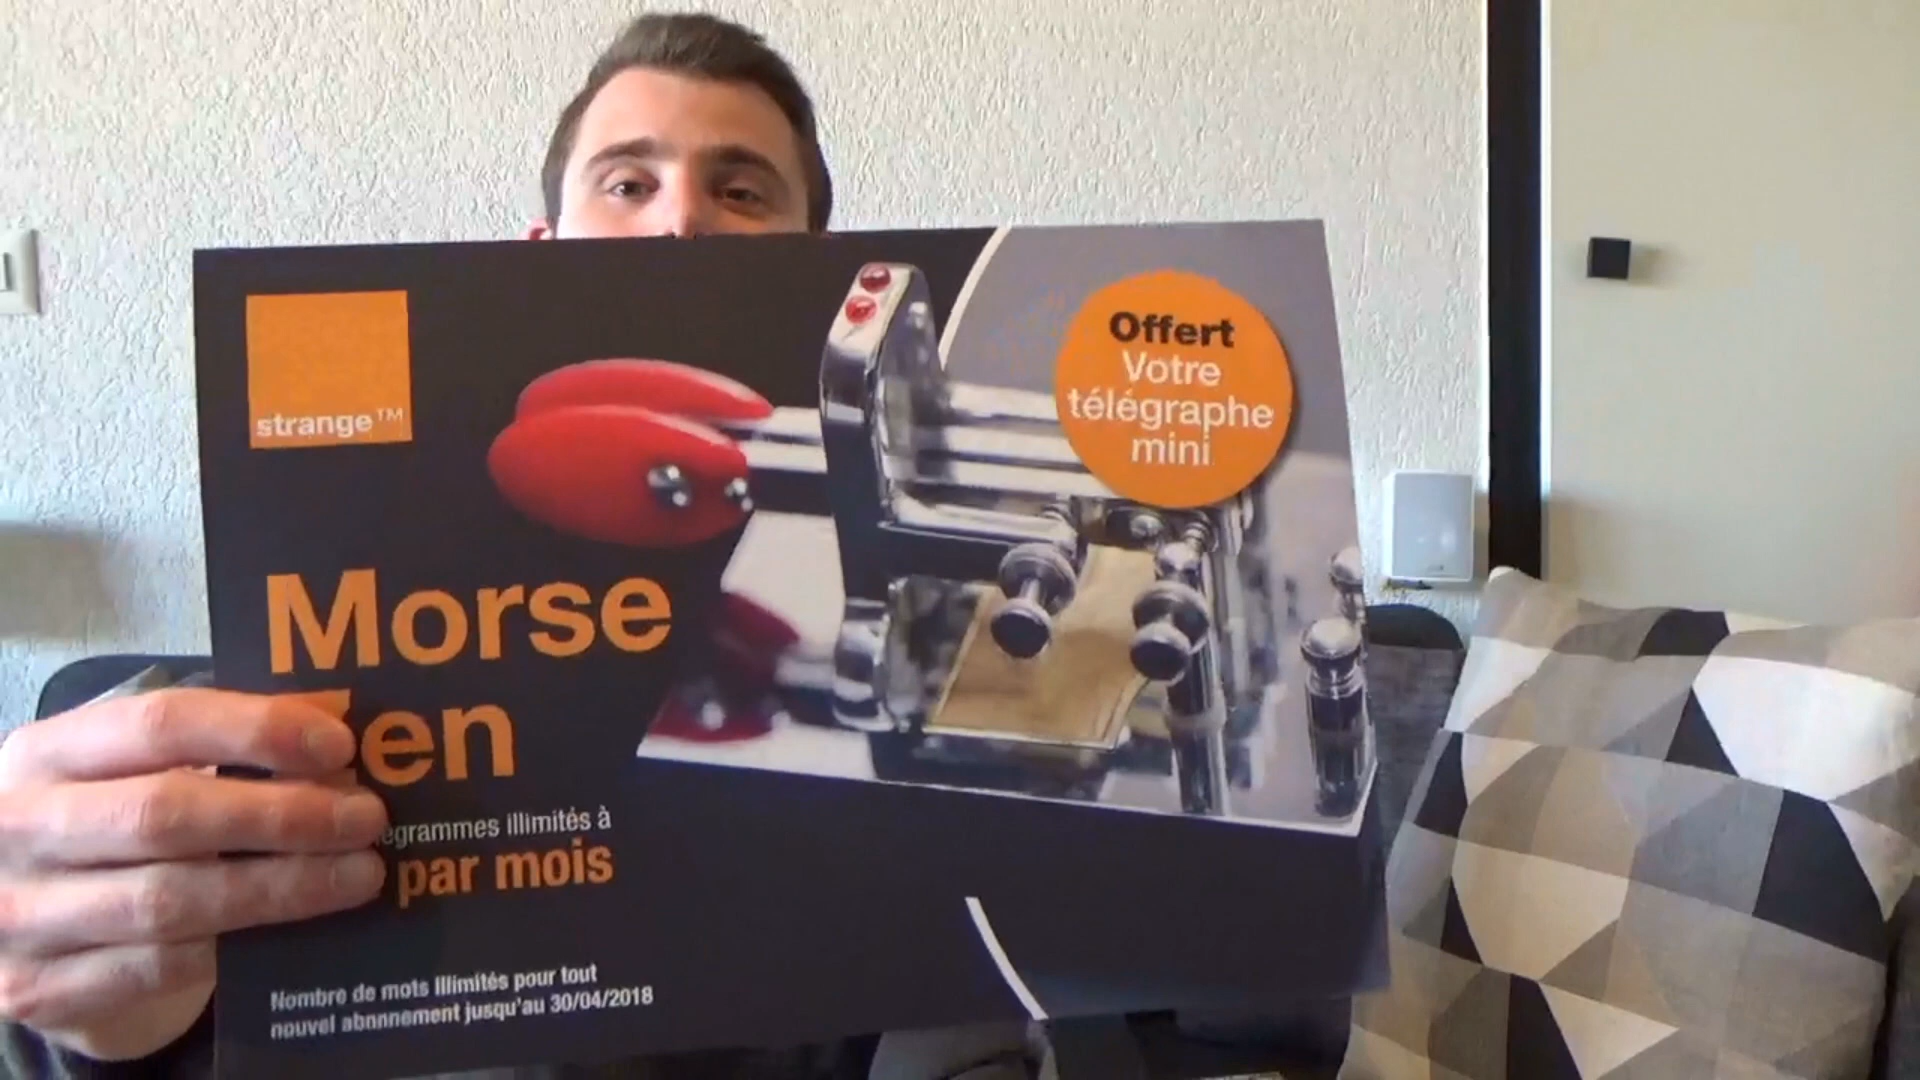 strange™
Offert
Votre
télégraphe
mini
Morse
Zen
égrammes illimités à
par mois
Nombre de mots illimités pour tout
nouvel abnnnement jusqu'au 30/04/2018